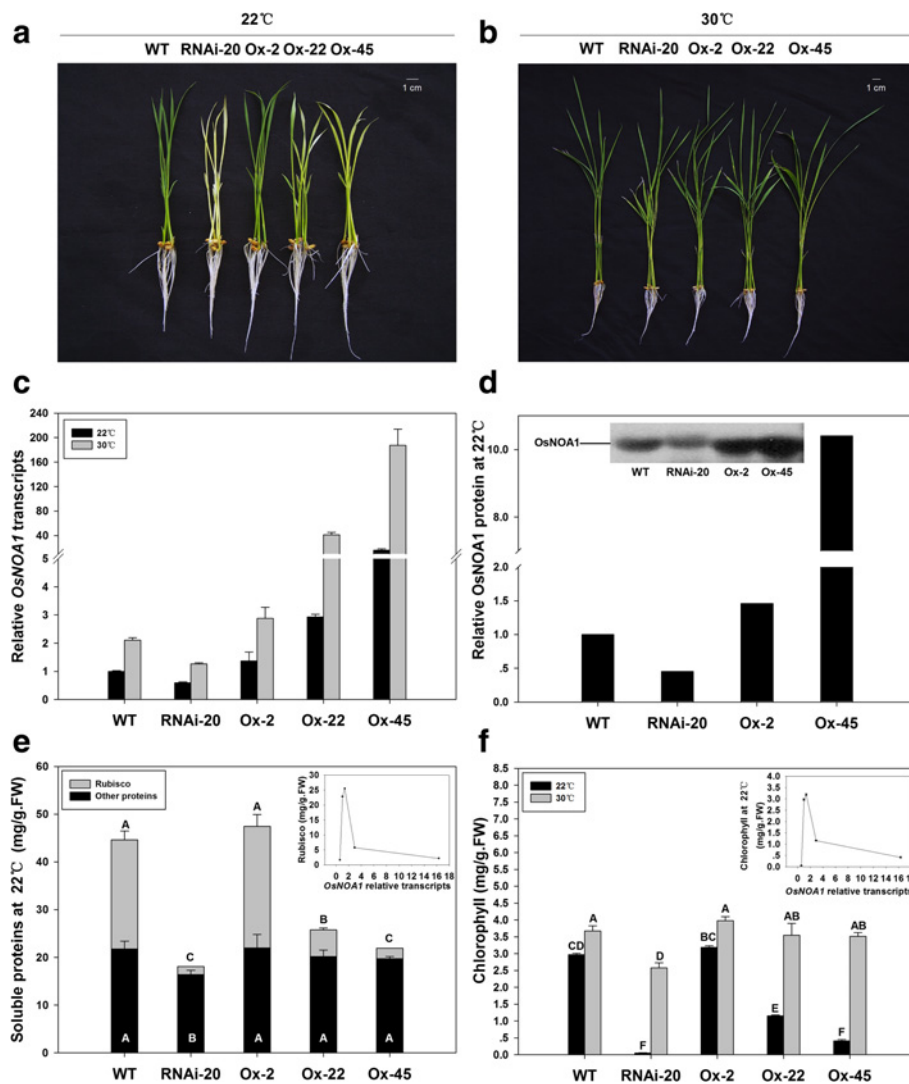 22℃
30℃
a
b
WT RNAi-20 Ox-2 Ox-22 Ox-45
WT RNAi-20 Ox-2 Ox-22 Ox-45
1 cm
1 cm
c
d
Relative OsNOA1 transcripts
240
200
160
120
80
40
5
4
3
2
1
0
22℃
30℃
WT RNAi-20 Ox-2 Ox-22 Ox-45
Relative OsNOA1 protein at 22℃
10.0
8.0
2.0
1.5
1.0
.5
0.0
OsNOA1
WT RNAi-20 Ox-2 Ox-45
WT RNAi-20 Ox-2 Ox-45
e
f
Soluble proteins at 22℃ (mg/g.FW)
60
50
40
30
20
10
0
Rubisco
Other proteins
A
C
A
B
C
A
B
A
A
A
WT RNAi-20 Ox-2 Ox-22 Ox-45
Rubisco (mg/g.FW)
30
25
20
15
10
5
0
0 2 4 6 8 10 12 14 16 18
OsNOA1 relative transcripts
Chlorophyll (mg/g.FW)
8.5
8.0
7.5
7.0
6.5
6.0
5.5
5.0
4.5
4.0
3.5
3.0
2.5
2.0
1.5
1.0
.5
0.0
22℃
30℃
CD
A
F
D
BC
A
E
AB
F
AB
WT RNAi-20 Ox-2 Ox-22 Ox-45
Chlorophyll at 22℃
(mg/g.FW)
4.0
3.5
3.0
2.5
2.0
1.5
1.0
.5
0.0
0 2 4 6 8 10 12 14 16
OsNOA1 relative transcripts